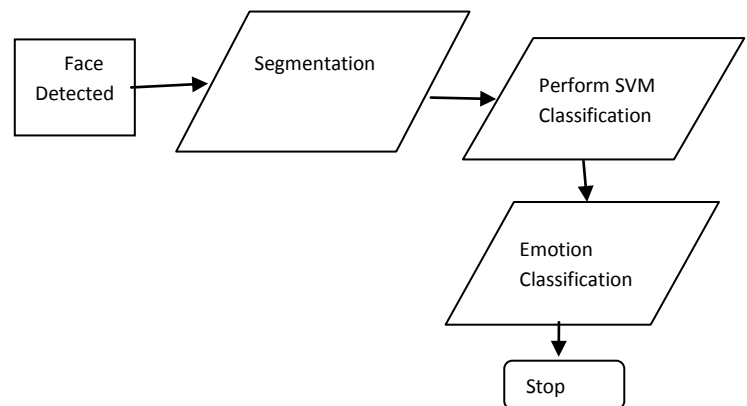 Face
Detected
Segmentation
Perform SVM
Classification
Emotion
Classification
Stop